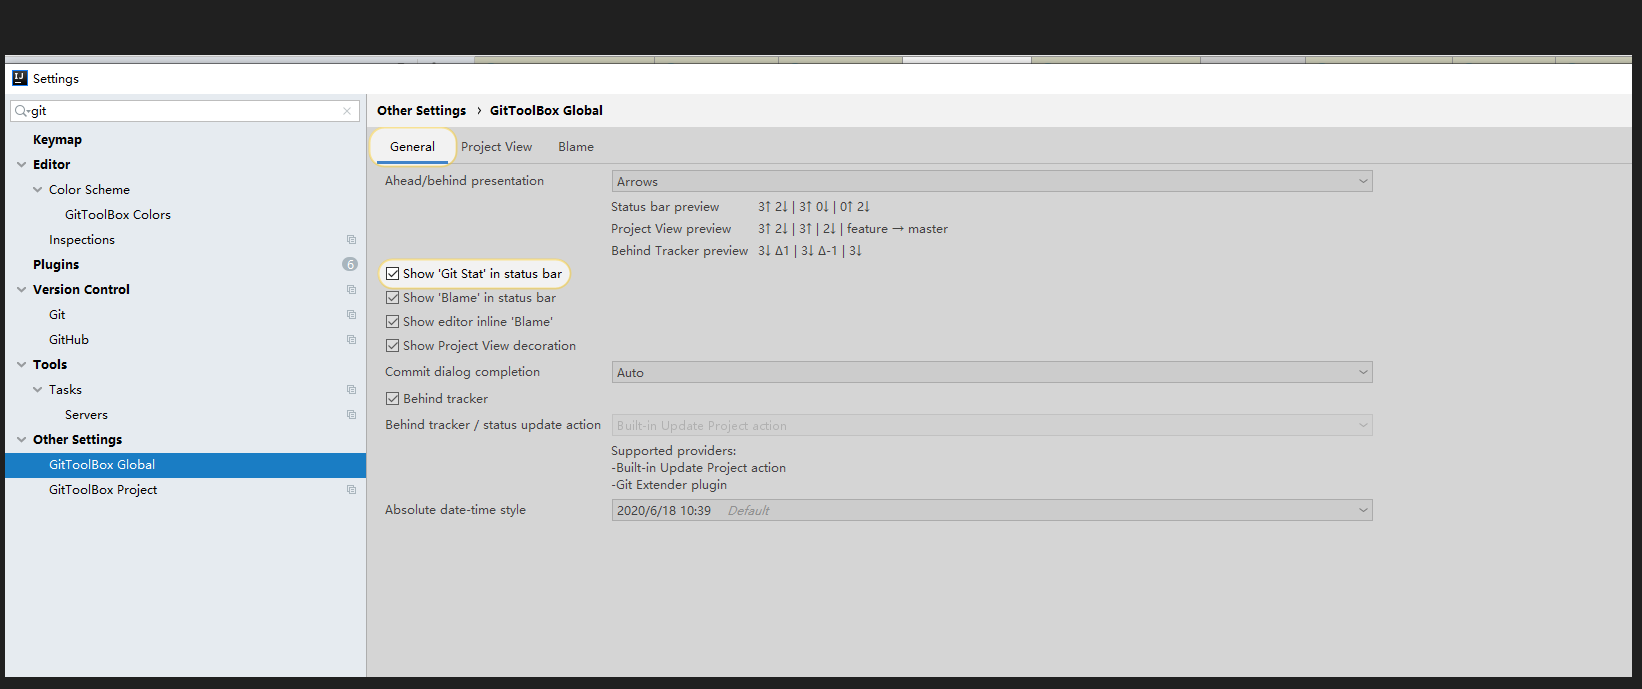 IJ
Settings
git
Keymap
Editor
Color Scheme
GitToolBox Colors
Inspections
Plugins 6
Version Control
Git
GitHub
Tools
Tasks
Servers
Other Settings
GitToolBox Global
GitToolBox Project
Other Settings › GitToolBox Global
General Project View Blame
Ahead/behind presentation Arrows
Status bar preview 3↑ 2↓ | 3↑ 0↓ | 0↑ 2↓
Project View preview 3↑ 2↓ | 3↑ | 2↓ | feature → master
Behind Tracker preview 3↓ Δ1 | 3↓ Δ-1 | 3↓
Show 'Git Stat' in status bar
Show 'Blame' in status bar
Show editor inline 'Blame'
Show Project View decoration
Commit dialog completion Auto
Behind tracker
Behind tracker / status update action Built-in Update Project action
Supported providers:
-Built-in Update Project action
-Git Extender plugin
Absolute date-time style 2020/6/18 10:39 Default